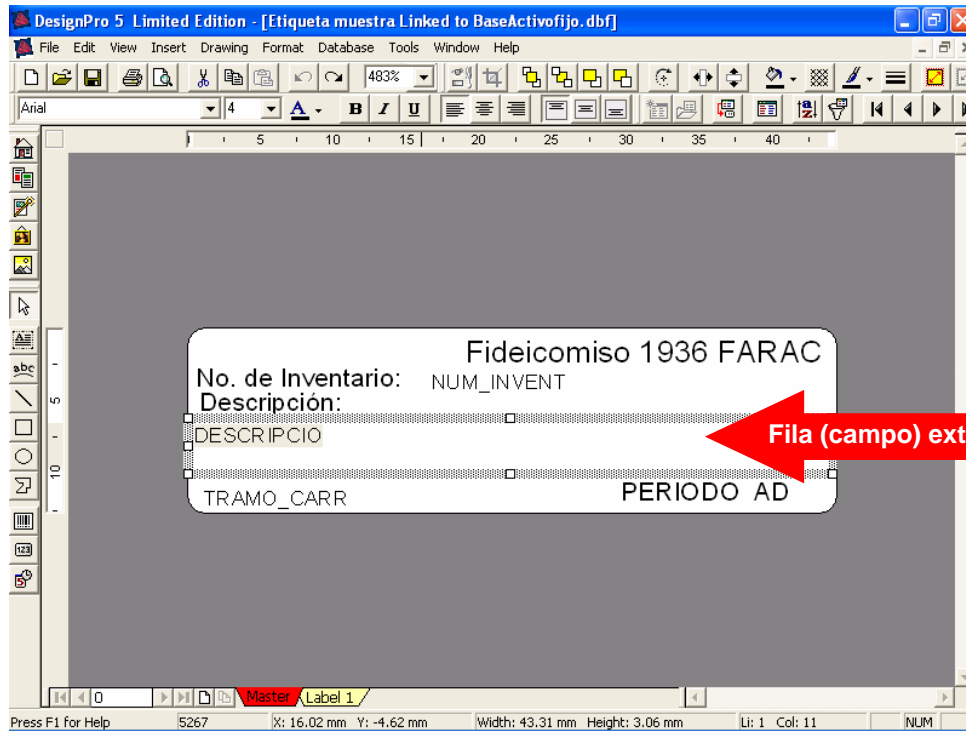 DesignPro 5 Limited Edition - [Etiqueta muestra Linked to BaseActivofijo.dbf]
File Edit View Insert Drawing Format Database Tools Window Help
483%
Arial 4 A B I U
5 10 15 20 25 30 35 40
Fideicomiso 1936 FARAC
No. de Inventario: NUM_INVENT
Descripción:
DESCRIPCIO
Fila (campo) ext
TRAMO_CARR PERIODO AD
abc
5
10
123
0 Master Label 1
Press F1 for Help 5267 X: 16.02 mm Y: -4.62 mm Width: 43.31 mm Height: 3.06 mm Li: 1 Col: 11 NUM